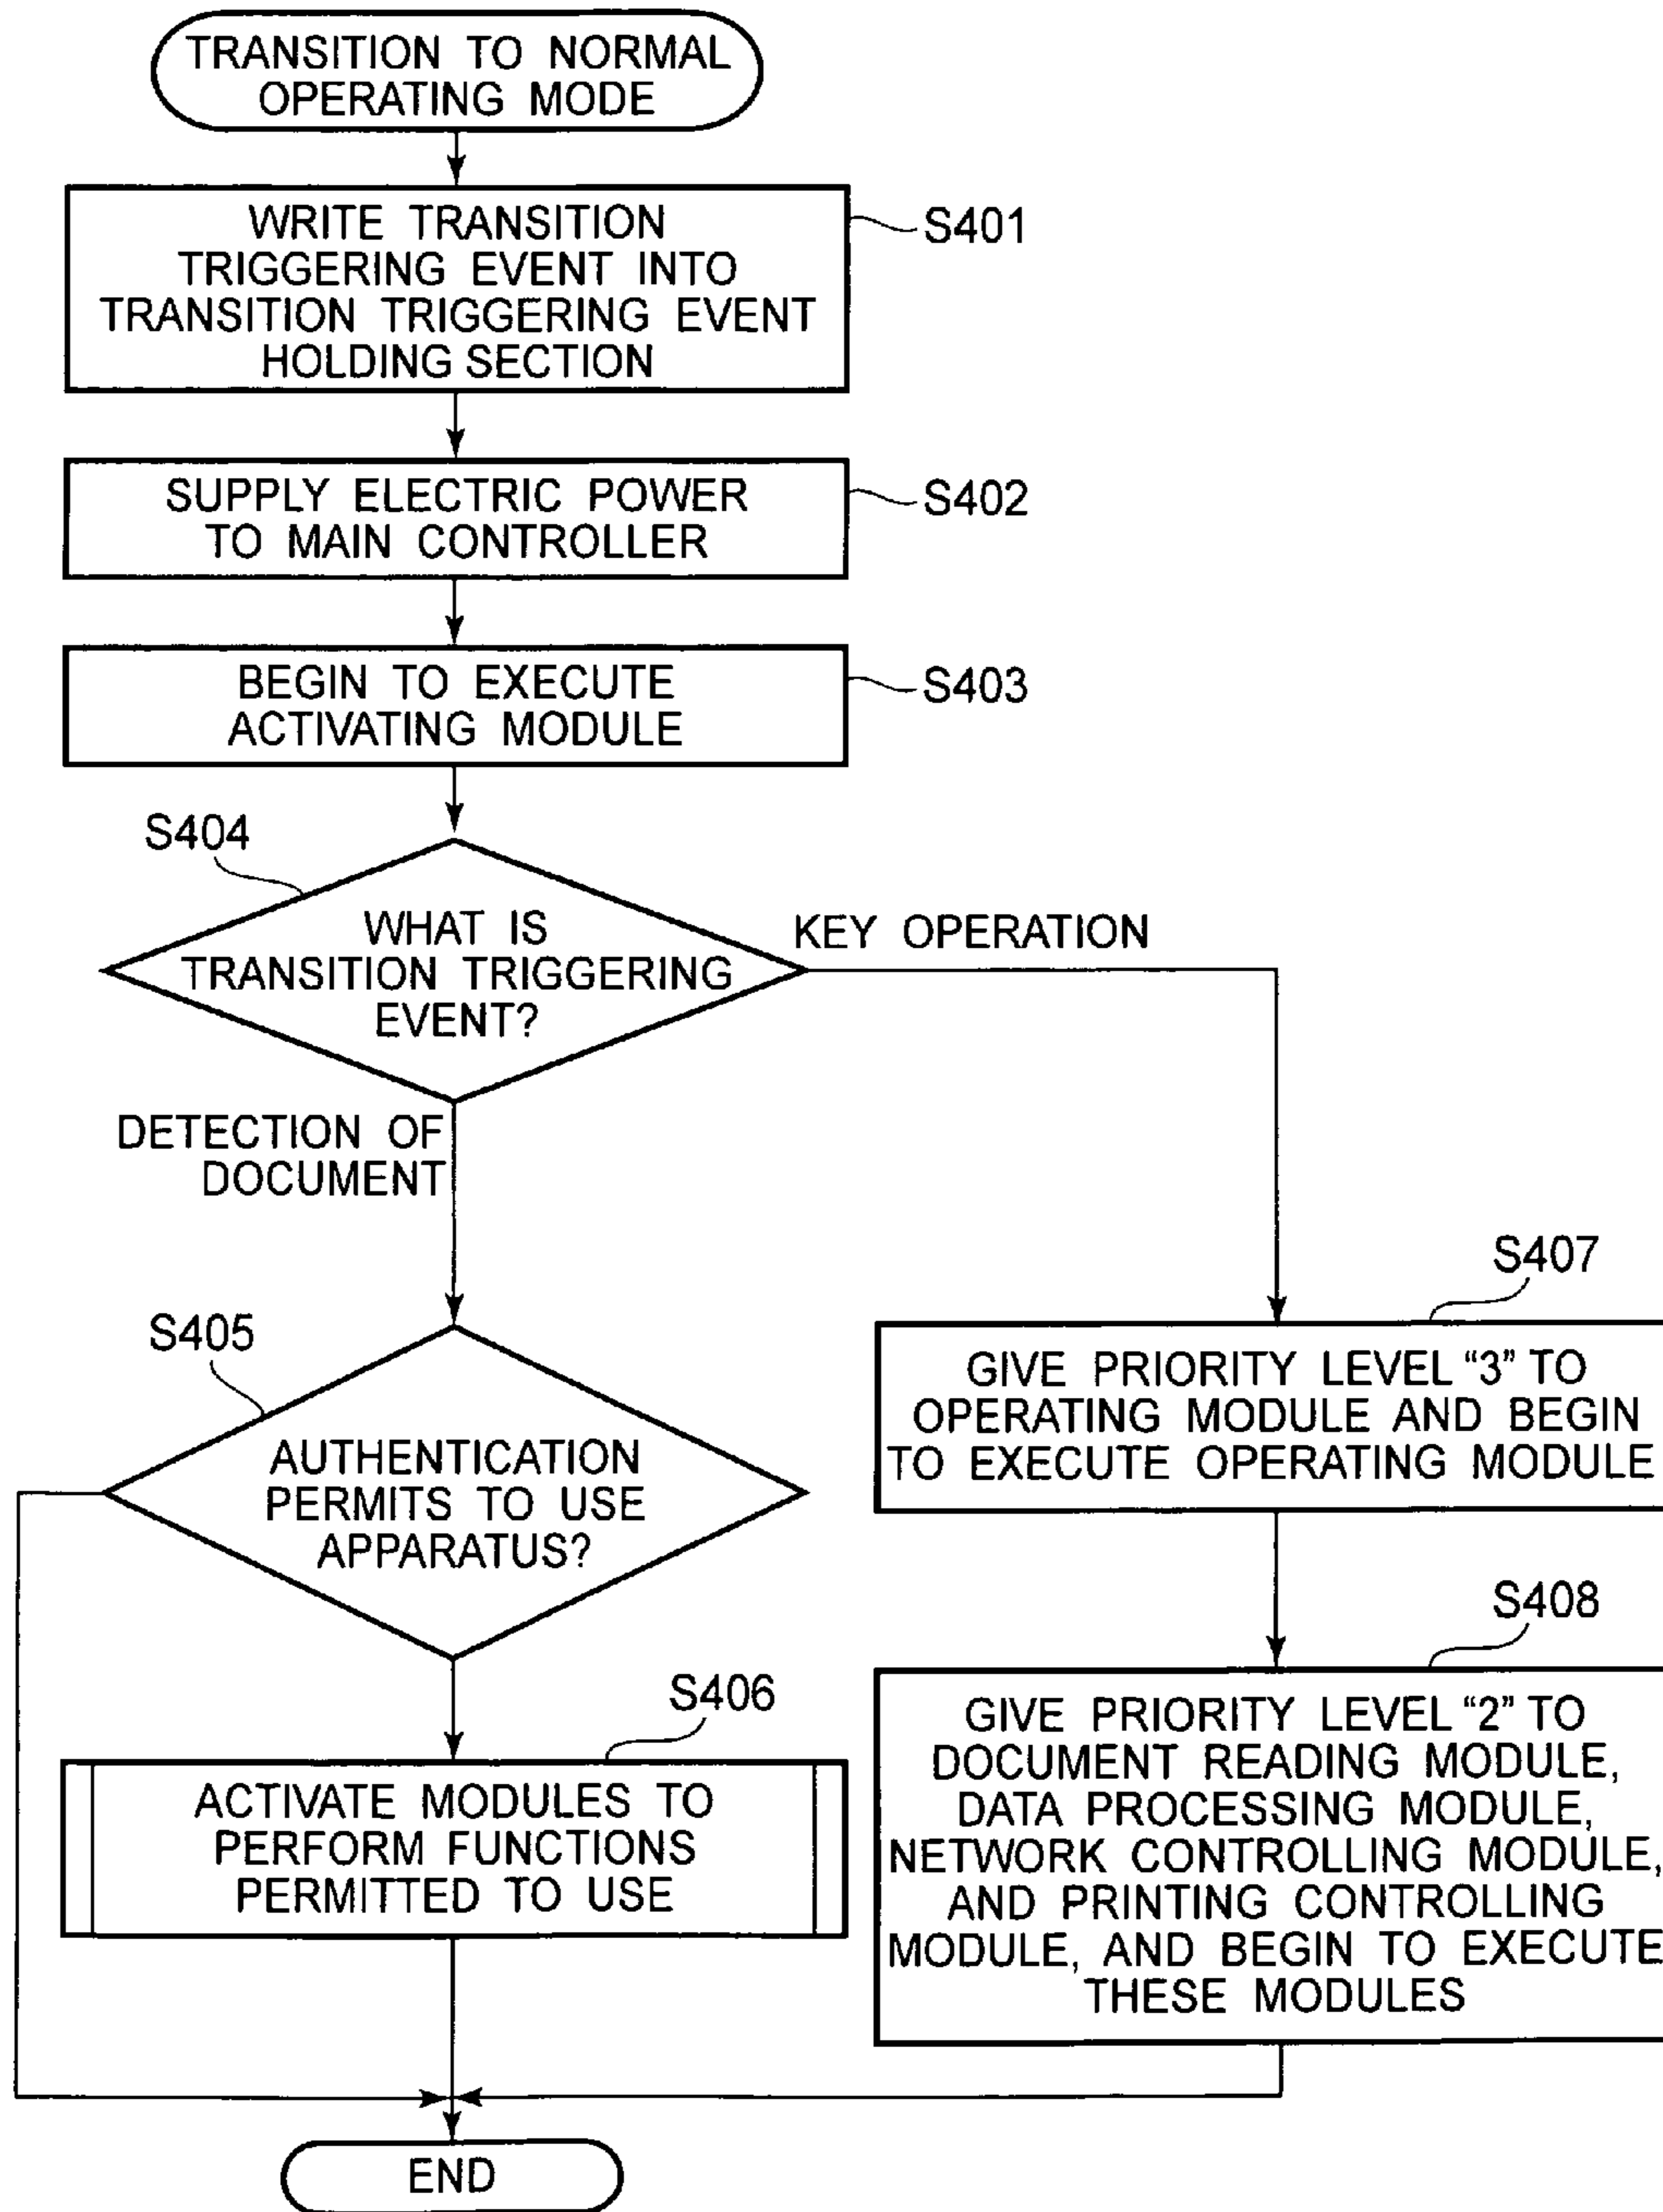 TRANSITION TO NORMAL
OPERATING MODE
WRITE TRANSITION
TRIGGERING EVENT INTO
TRANSITION TRIGGERING EVENT
HOLDING SECTION
S401
SUPPLY ELECTRIC POWER
TO MAIN CONTROLLER
S402
BEGIN TO EXECUTE
ACTIVATING MODULE
S403
S404
WHAT IS
TRANSITION TRIGGERING
EVENT?
KEY OPERATION
DETECTION OF
DOCUMENT
S405
AUTHENTICATION
PERMITS TO USE
APPARATUS?
S406
ACTIVATE MODULES TO
PERFORM FUNCTIONS
PERMITTED TO USE
S407
GIVE PRIORITY LEVEL “3” TO
OPERATING MODULE AND BEGIN
TO EXECUTE OPERATING MODULE
S408
GIVE PRIORITY LEVEL “2” TO
DOCUMENT READING MODULE,
DATA PROCESSING MODULE,
NETWORK CONTROLLING MODULE,
AND PRINTING CONTROLLING
MODULE, AND BEGIN TO EXECUTE
THESE MODULES
END